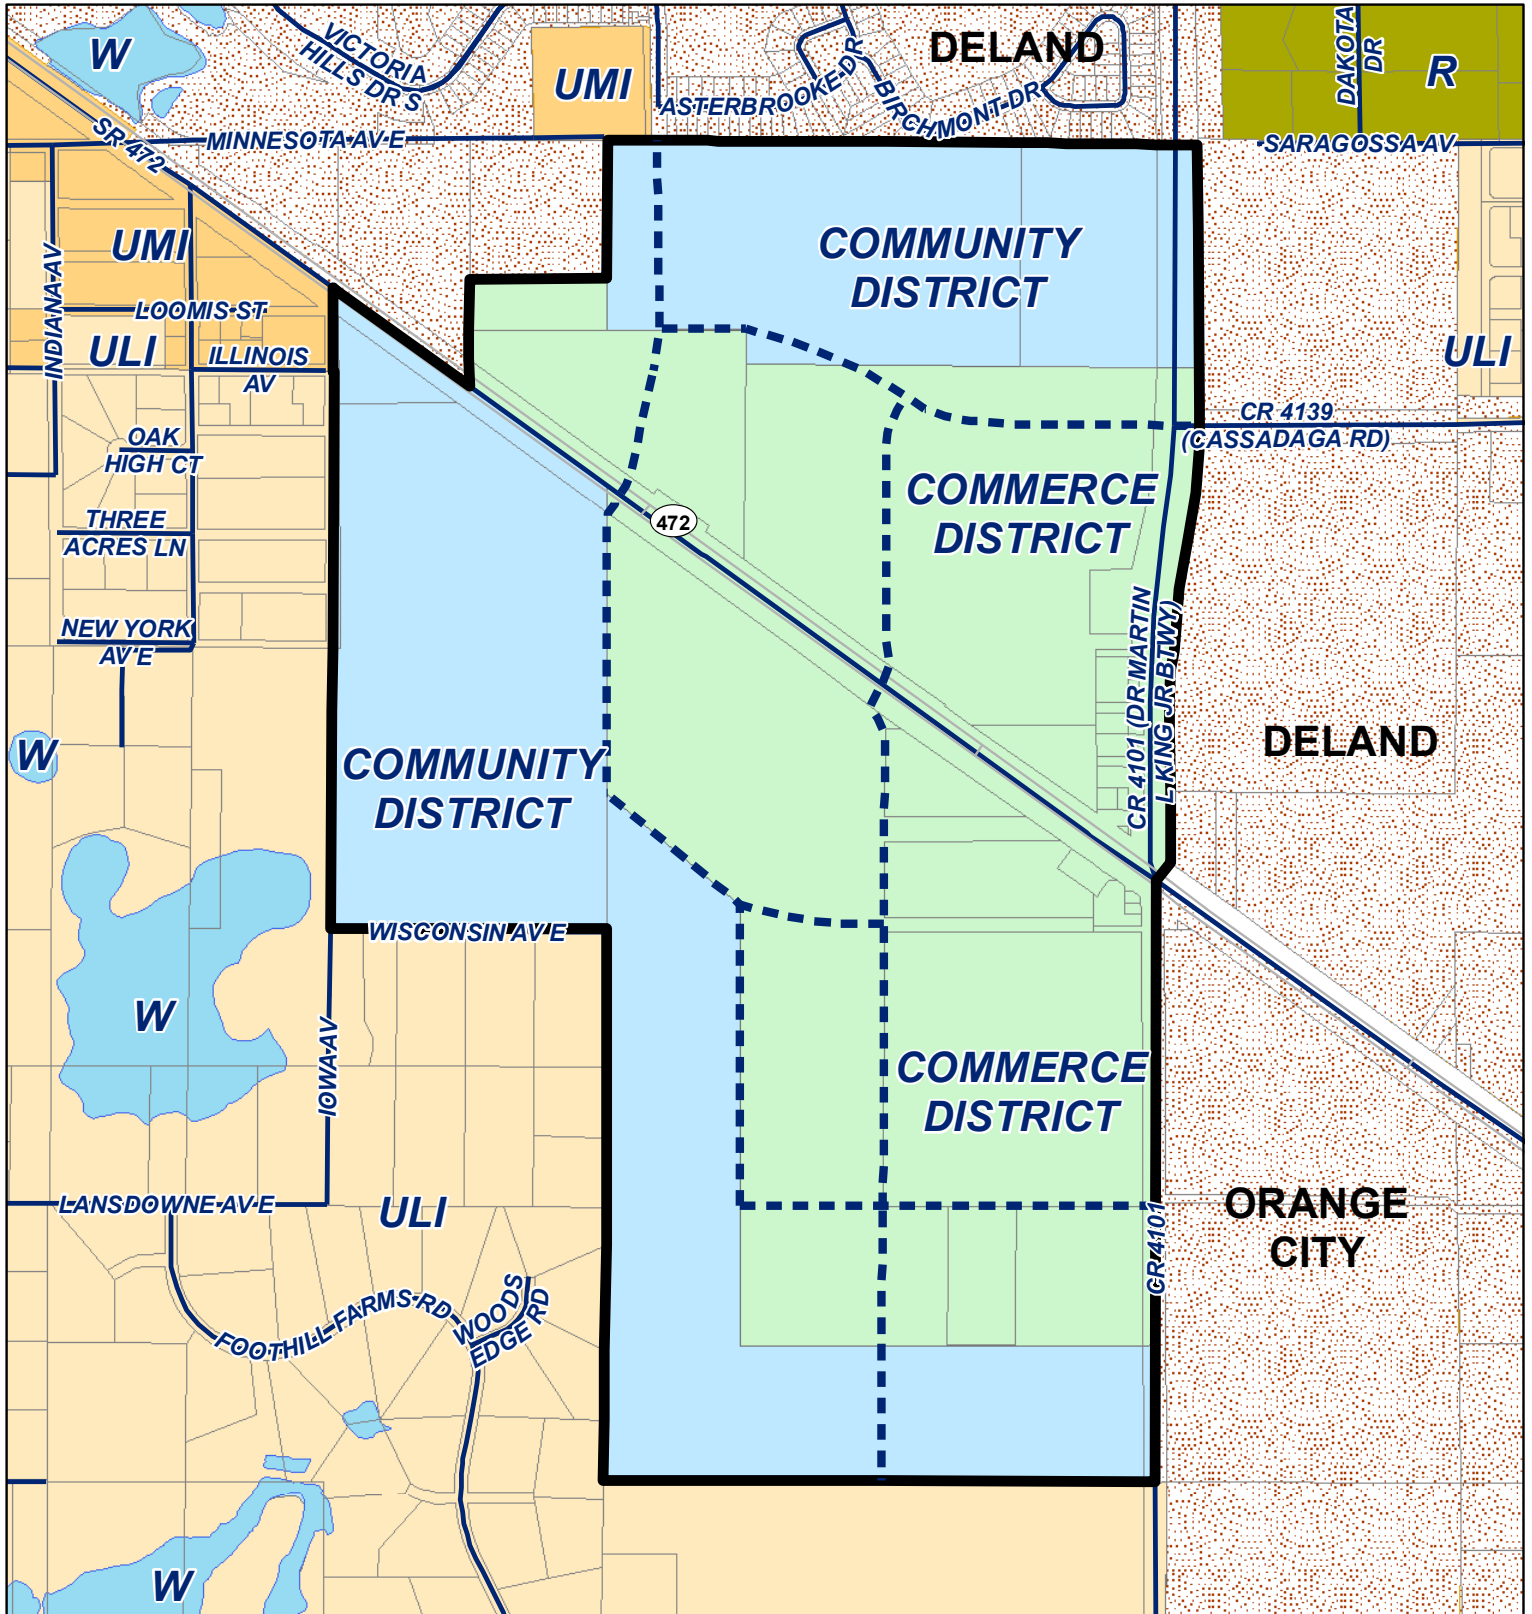 W
VICTORIA
HILLS DR S
UMI
ASTERBROOKE DR
BIRCHMONT DR
DELAND
DAKOTA
DR
R
SR 472
MINNESOTA AV E
SARAGOSSA AV
INDIANA AV
UMI
LOOMIS ST
ULI
ILLINOIS
AV
COMMUNITY
DISTRICT
ULI
OAK
HIGH CT
CR 4139
(CASSADAGA RD)
THREE
ACRES LN
472
COMMERCE
DISTRICT
NEW YORK
AV E
CR 4101 (DR MARTIN
L KING JR BTWY)
W
COMMUNITY
DISTRICT
DELAND
WISCONSIN AV E
W
IOWA AV
COMMERCE
DISTRICT
LANSDOWNE AV E
ULI
CR 4101
ORANGE
CITY
FOOTHILL FARMS RD
WOODS
EDGE RD
W